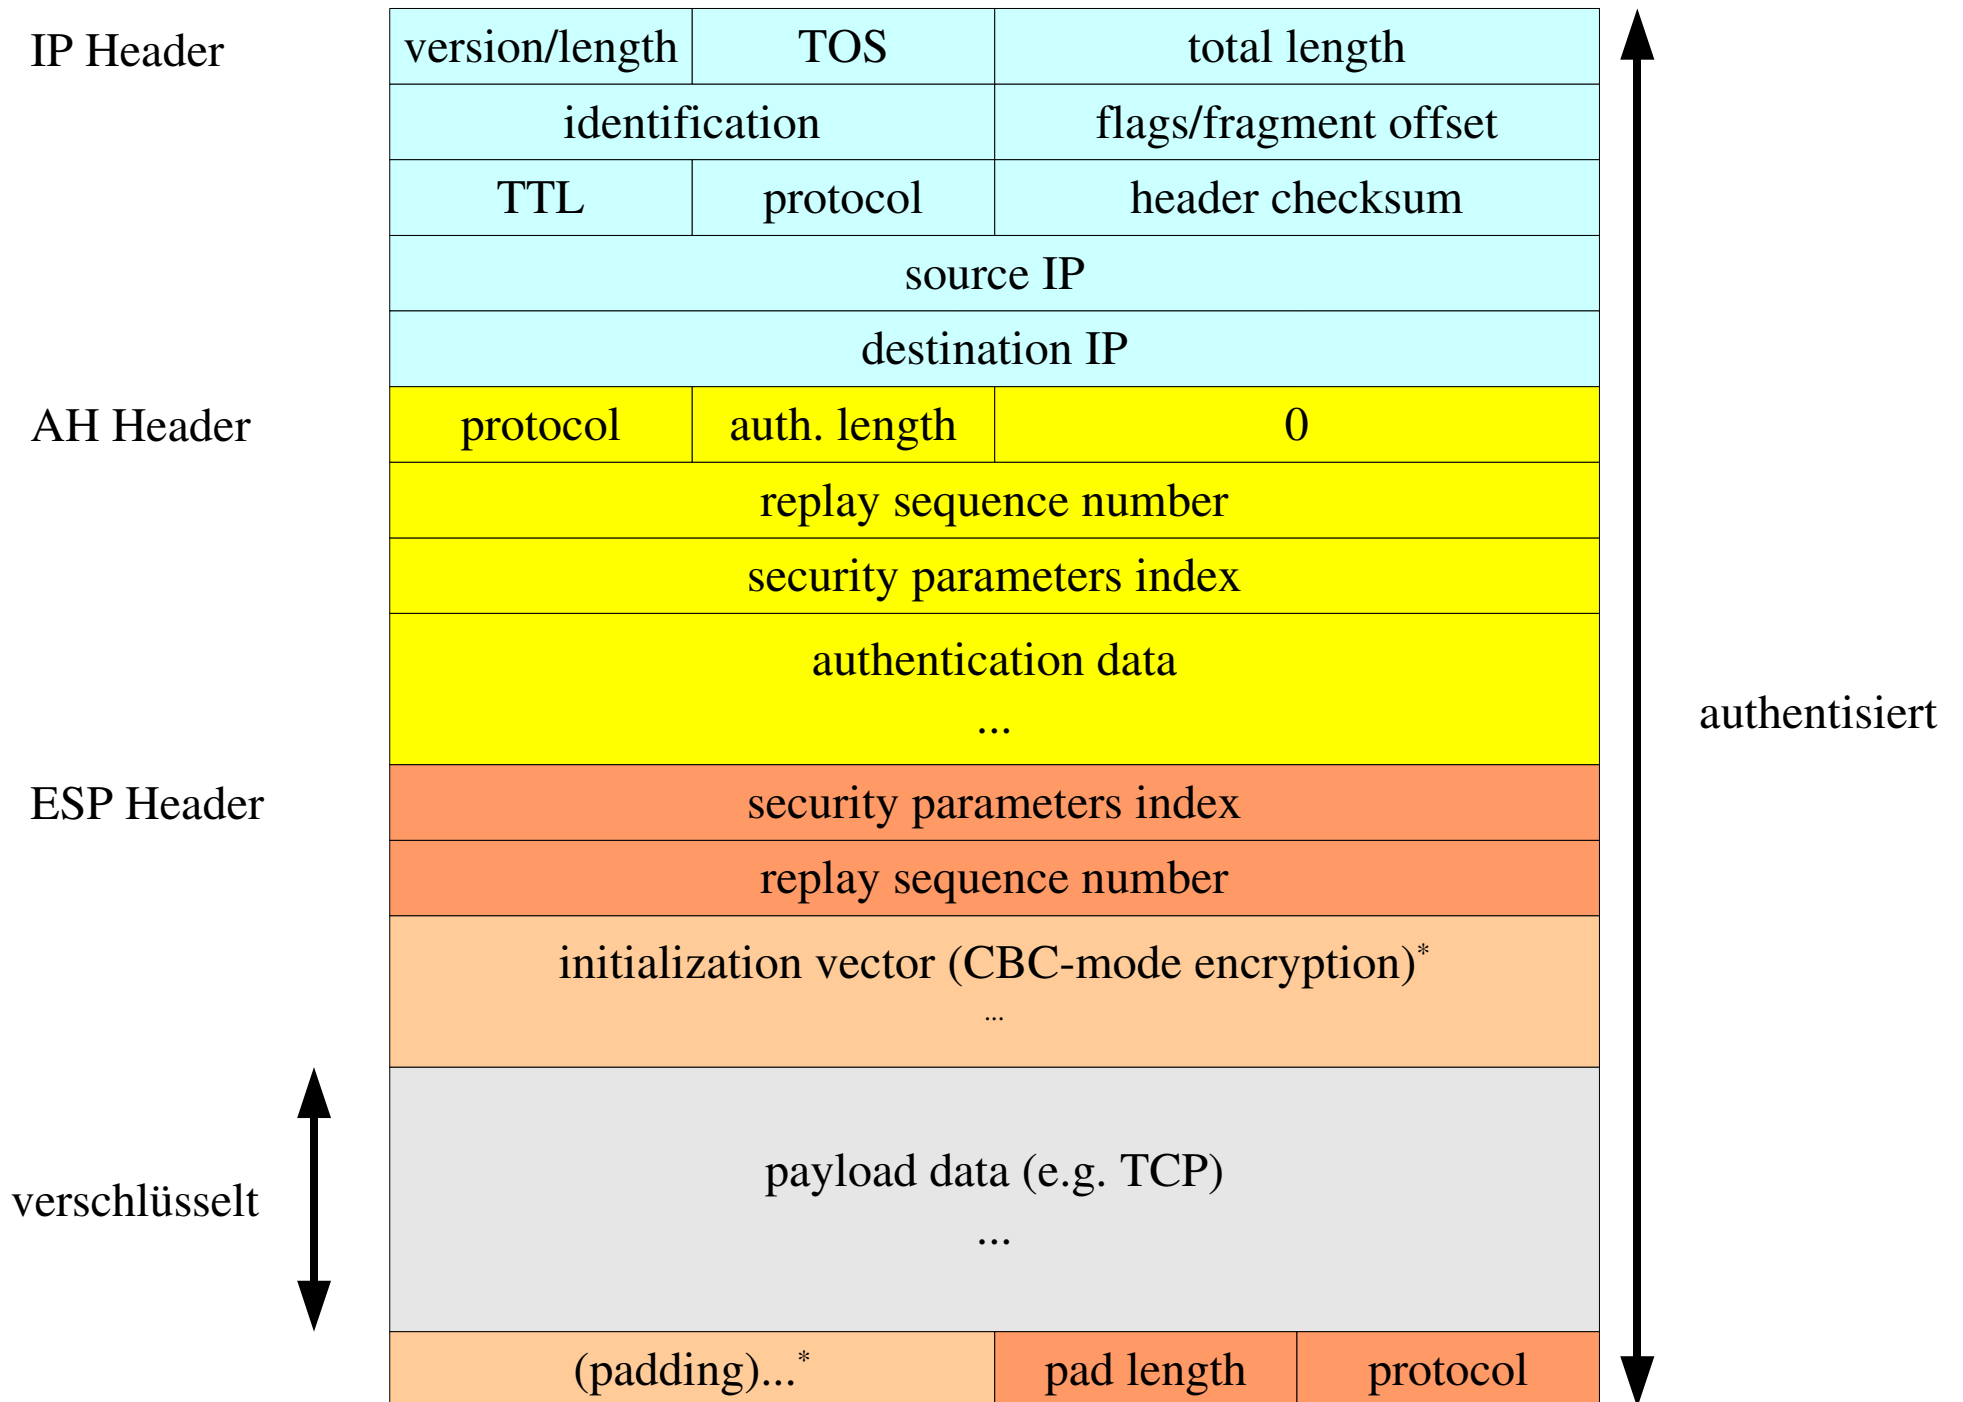 IP Header
version/length TOS total length
identification flags/fragment offset
TTL protocol header checksum
source IP
destination IP
AH Header
protocol auth. length 0
replay sequence number
security parameters index
authentication data
...
authentisiert
ESP Header
security parameters index
replay sequence number
initialization vector (CBC-mode encryption)*
...
verschlüsselt
payload data (e.g. TCP)
...
(padding)...* pad length protocol